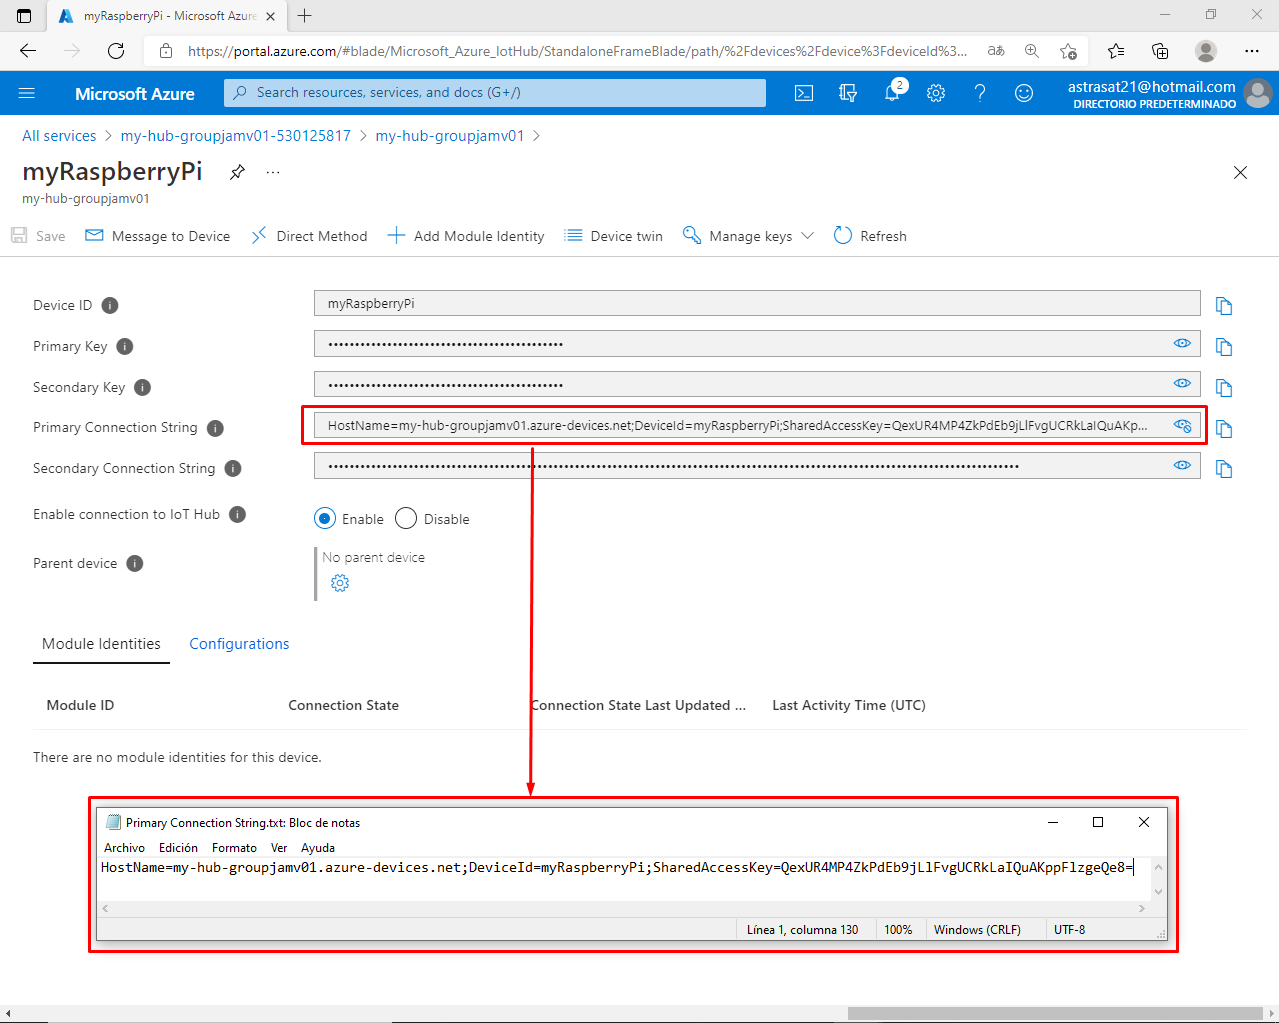 myRaspberryPi - Microsoft Azure
https://portal.azure.com/#blade/Microsoft_Azure_IotHub/StandaloneFrameBlade/path/%2Fdevices%2Fdevice%3FdeviceId%3...
Microsoft Azure
Search resources, services, and docs (G+/)
2
astrasat21@hotmail.com
DIRECTORIO PREDETERMINADO
All services > my-hub-groupjamv01-530125817 > my-hub-groupjamv01 >
myRaspberryPi
my-hub-groupjamv01
Save Message to Device Direct Method Add Module Identity Device twin Manage keys Refresh
Device ID myRaspberryPi
Primary Key
Secondary Key
Primary Connection String HostName=my-hub-groupjamv01.azure-devices.net;DeviceId=myRaspberryPi;SharedAccessKey=QexUR4MP4ZkPdEb9jLlFvgUCRkLaIQuAKp...
Secondary Connection String
Enable connection to IoT Hub Enable Disable
Parent device No parent device
Module Identities Configurations
Module ID Connection State Connection State Last Updated ... Last Activity Time (UTC)
There are no module identities for this device.
Primary Connection String.txt: Bloc de notas
Archivo Edición Formato Ver Ayuda
HostName=my-hub-groupjamv01.azure-devices.net;DeviceId=myRaspberryPi;SharedAccessKey=QexUR4MP4ZkPdEb9jLlFvgUCRkLaIQuAKppFlzgeQe8=
Línea 1, columna 130 100% Windows (CRLF) UTF-8